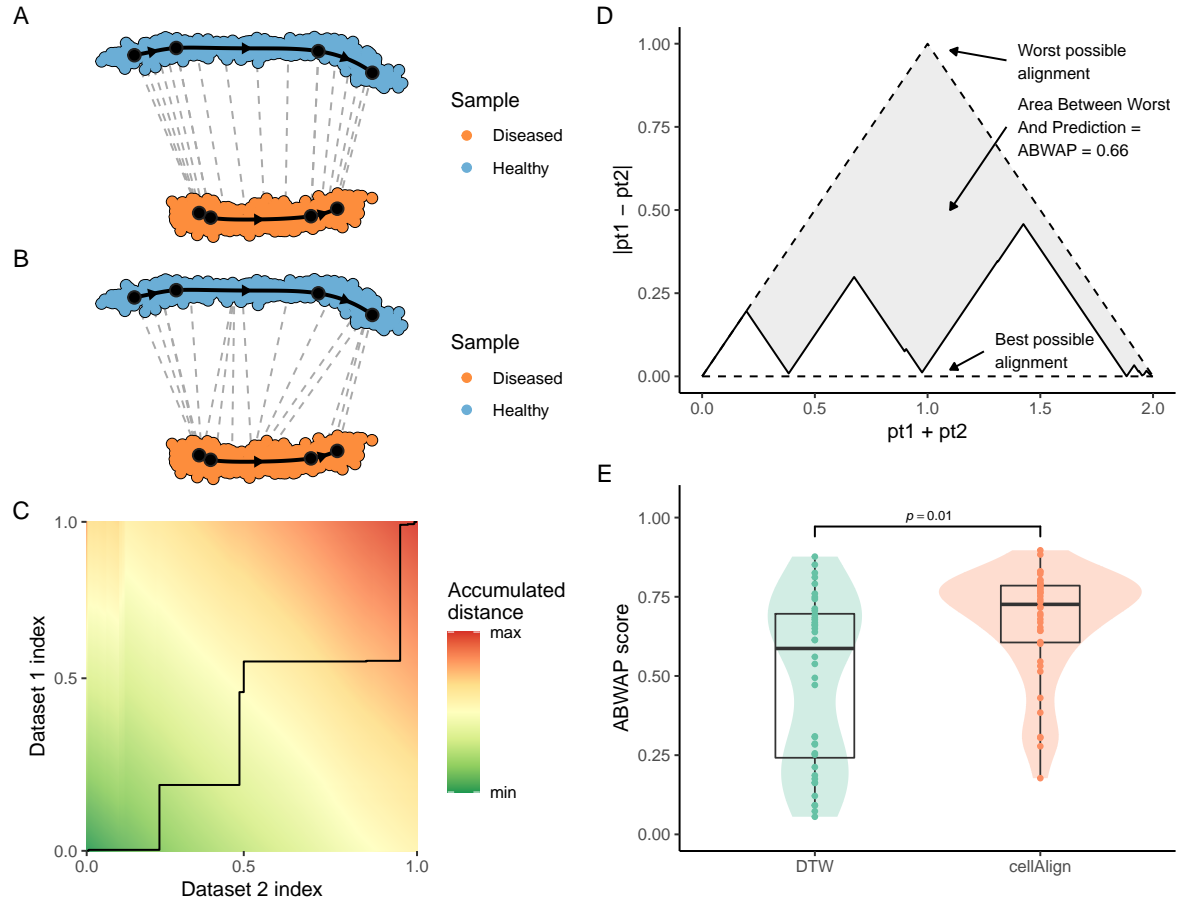 A
Sample
Diseased
Healthy
B
Sample
Diseased
Healthy
C
1.0
0.5
0.0
Dataset 1 index
0.0
0.5
1.0
Dataset 2 index
Accumulated
distance
max
min
D
1.00
0.75
0.50
0.25
0.00
|pt1 − pt2|
0.0
0.5
1.0
1.5
2.0
pt1 + pt2
Worst possible
alignment
Area Between Worst
And Prediction =
ABWAP = 0.66
Best possible
alignment
E
1.00
0.75
0.50
0.25
0.00
ABWAP score
p = 0.01
DTW
cellAlign